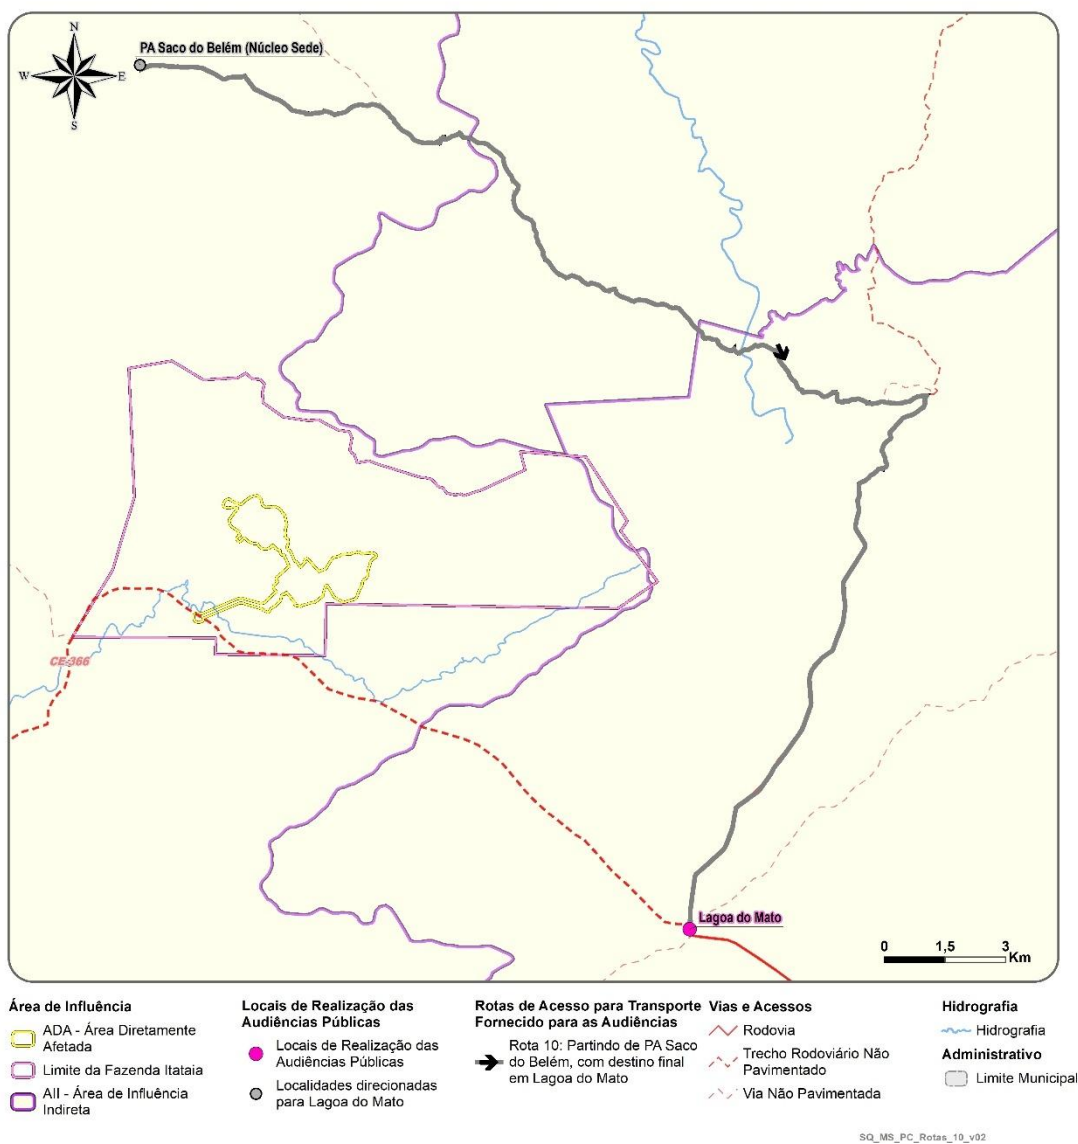 N
W
E
S
PA Saco do Belém (Núcleo Sede)
CE-366
Lagoa do Mato
0 1,5 3
Km
Área de Influência
ADA - Área Diretamente
Afetada
Limite da Fazenda Itataia
AII - Área de Influência
Indireta
Locais de Realização das
Audiências Públicas
Locais de Realização das
Audiências Públicas
Localidades direcionadas
para Lagoa do Mato
Rotas de Acesso para Transporte
Fornecido para as Audiências
Rota 10: Partindo de PA Saco
do Belém, com destino final
em Lagoa do Mato
Vias e Acessos
Rodovia
Trecho Rodoviário Não
Pavimentado
Via Não Pavimentada
Hidrografia
Hidrografia
Administrativo
Limite Municipal
SQ_MS_PC_Rotas_10_v02